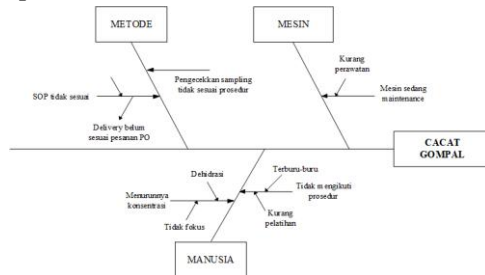 METODE
MESIN
Pengecekkan sampling
tidak sesuai prosedur
SOP tidak sesuai
Delivery belum
sesuai pesanan PO
Kurang
perawatan
Mesin sedang
maintenance
CACAT
GOMPAL
Dehidrasi
Menurunnya
konsentrasi
Tidak fokus
Terburu-buru
Tidak mengikuti
prosedur
Kurang
pelatihan
MANUSIA